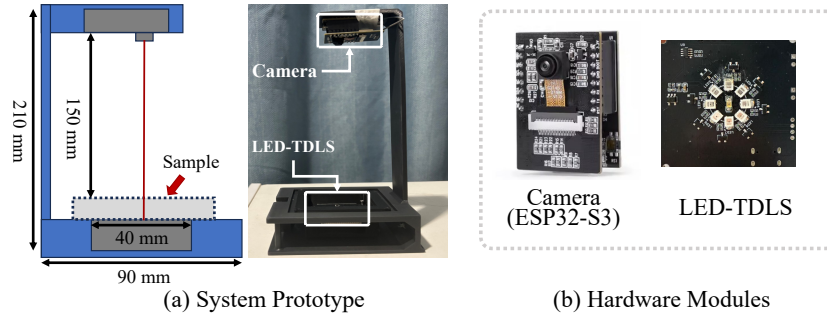 210 mm
150 mm
Sample
40 mm
90 mm
Camera
LED-TDLS
(a) System Prototype
Camera
(ESP32-S3)
LED-TDLS
(b) Hardware Modules